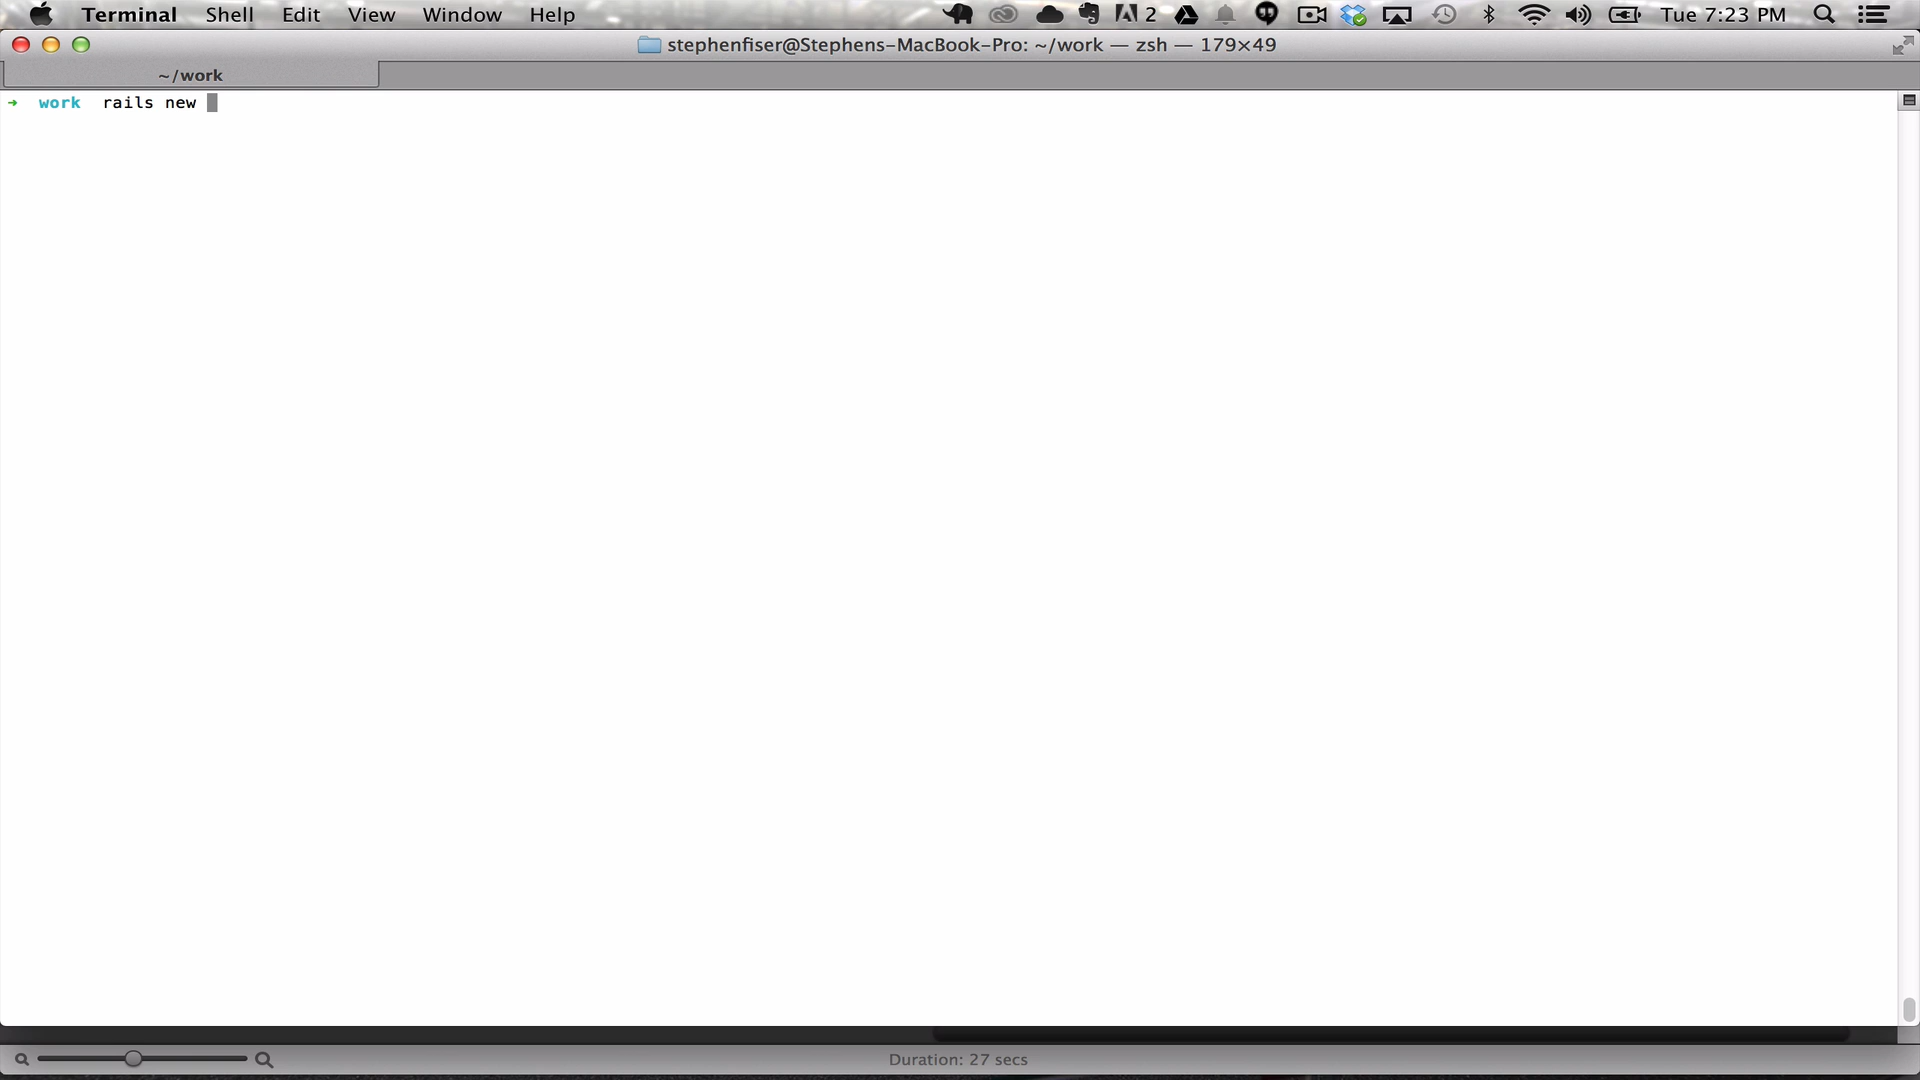 Terminal Shell Edit View Window Help 2 Tue 7:23 PM
stephenfiser@Stephens-MacBook-Pro: ~/work — zsh — 179×49
~/work
➜ work rails new
Duration: 27 secs